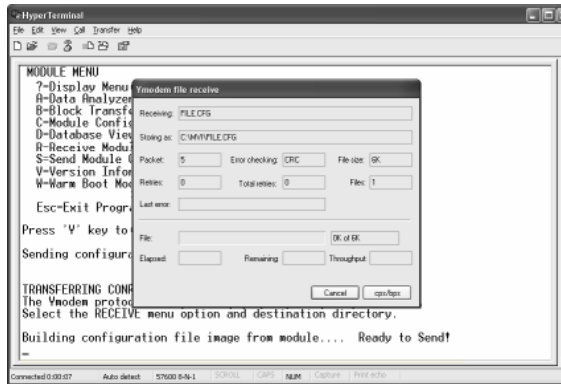 HyperTerminal
File Edit View Call Transfer Help
MODULE MENU
?=Display Menu
A=Data Analyzer
B=Block Transf
C=Module Config
D=Database View
R=Receive Modu
S=Send Module C
V=Version Infor
W=Warm Boot Mod
Esc=Exit Progra
Press 'Y' key to
Sending configura
TRANSFERRING CONF
The Ymodem protoc
Select the RECEIVE menu option and destination directory.
Building configuration file image from module.... Ready to Send!
Ymodem file receive
Receiving: FILE.CFG
Storing as: C:\MVI\FILE.CFG
Packet: 5 Error checking: CRC File size: 6K
Retries: 0 Total retries: 0 Files: 1
Last error:
File: 0K of 6K
Elapsed: Remaining: Throughput:
Cancel cps/bps
Connected 0:00:07 Auto detect 57600 8-N-1 SCROLL CAPS NUM Capture Print echo